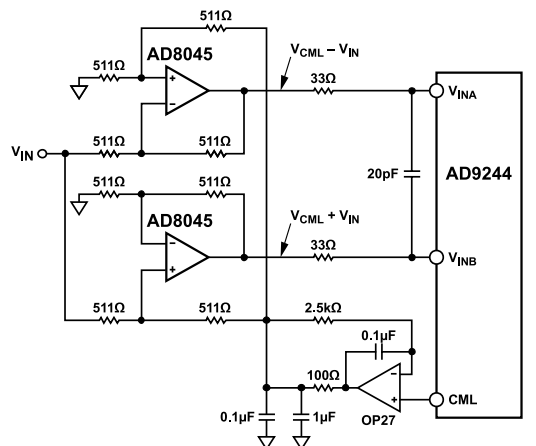 511Ω
AD8045
VCML – VIN
511Ω
+
33Ω
VINA
–
VIN
511Ω
511Ω
20pF
AD9244
511Ω
511Ω
AD8045
VCML + VIN
–
33Ω
VINB
+
511Ω
511Ω
2.5kΩ
0.1µF
100Ω
–
+
CML
OP27
0.1µF
1µF